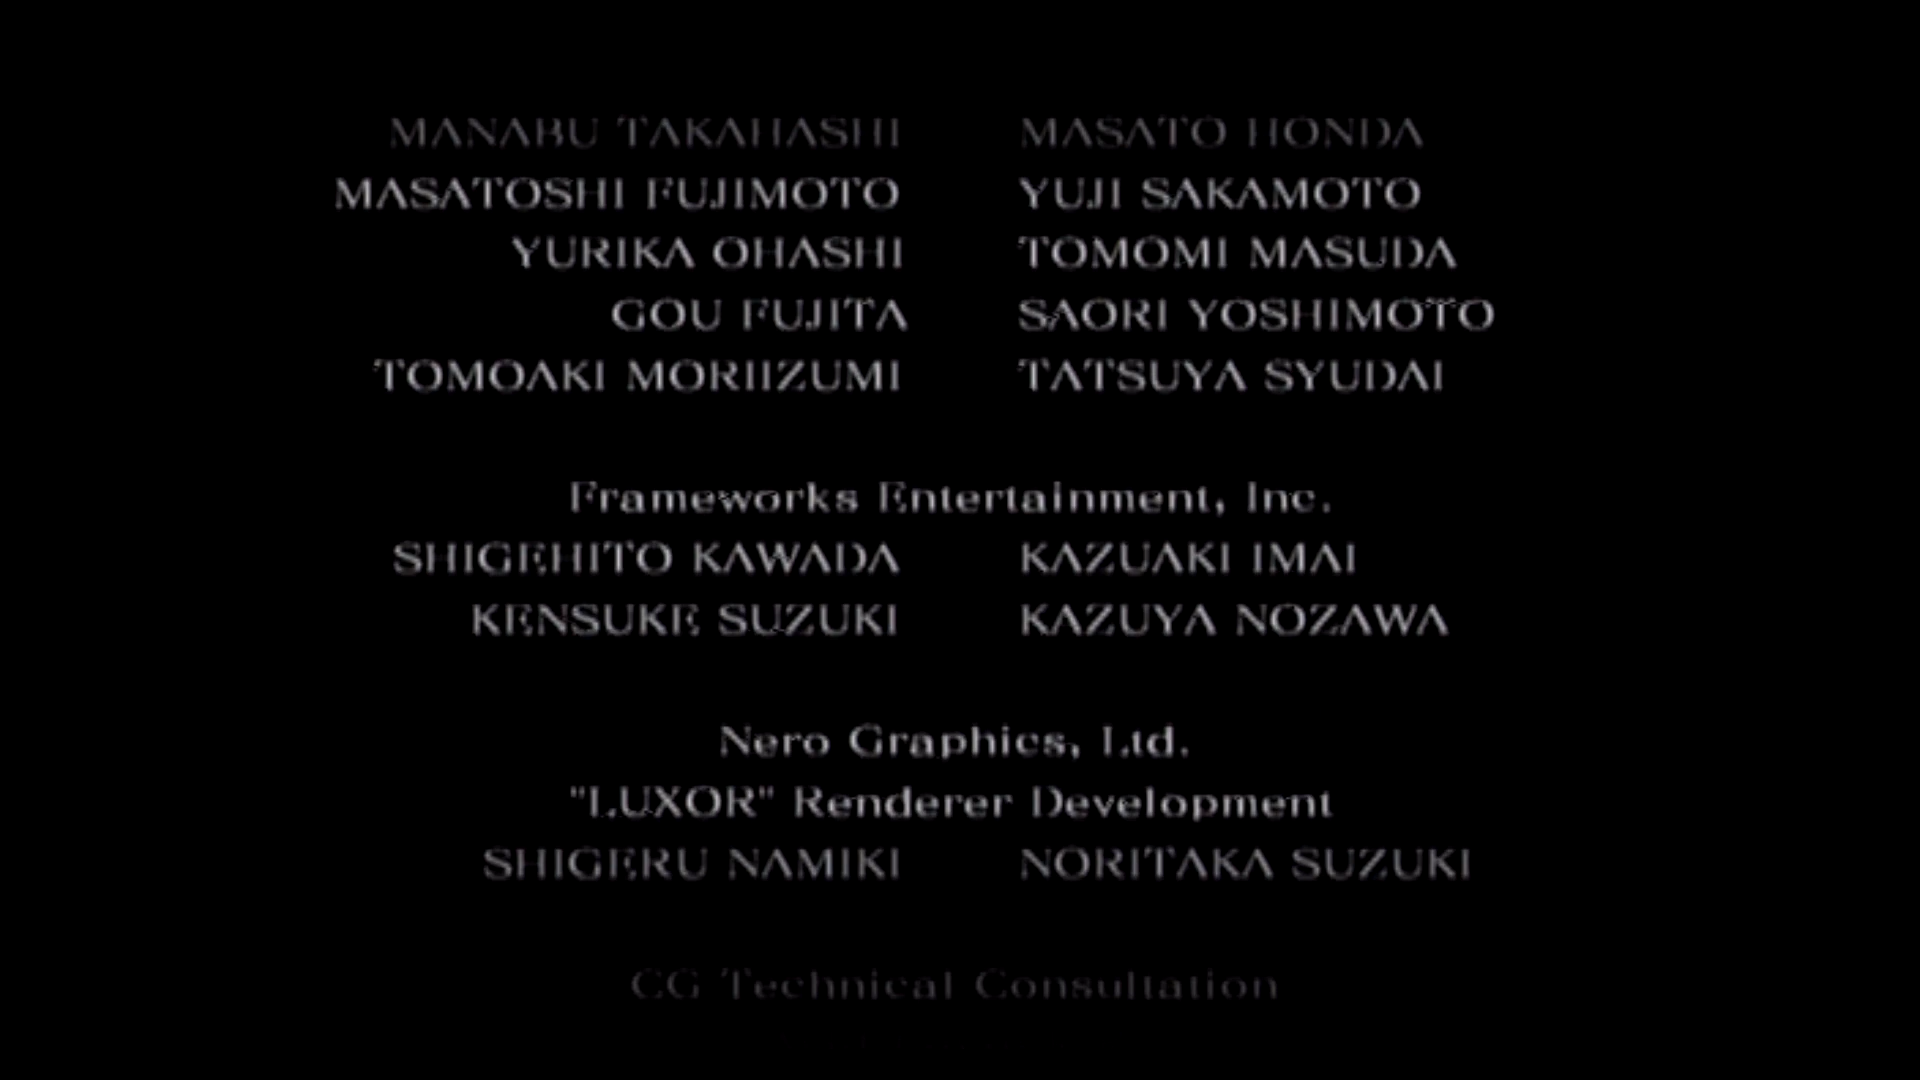 MANABU TAKAHASHI MASATO HONDA
MASATOSHI FUJIMOTO YUJI SAKAMOTO
YURIKA OHASHI TOMOMI MASUDA
GOU FUJITA SAORI YOSHIMOTO
TOMOAKI MORIIZUMI TATSUYA SYUDAI
Frameworks Entertainment, Inc.
SHIGEHITO KAWADA KAZUAKI IMAI
KENSUKE SUZUKI KAZUYA NOZAWA
Nero Graphics, Ltd.
"LUXOR" Renderer Development
SHIGERU NAMIKI NORITAKA SUZUKI
CG Technical Consultation